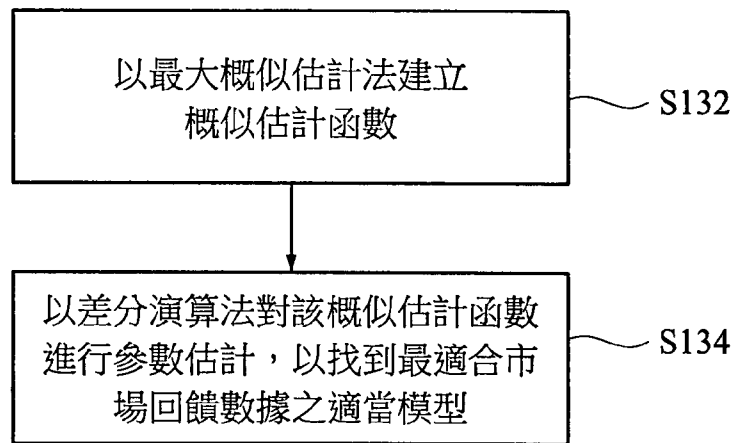 以最大概似估計法建立
概似估計函數
S132
以差分演算法對該概似估計函數
進行參數估計，以找到最適合市
場回饋數據之適當模型
S134